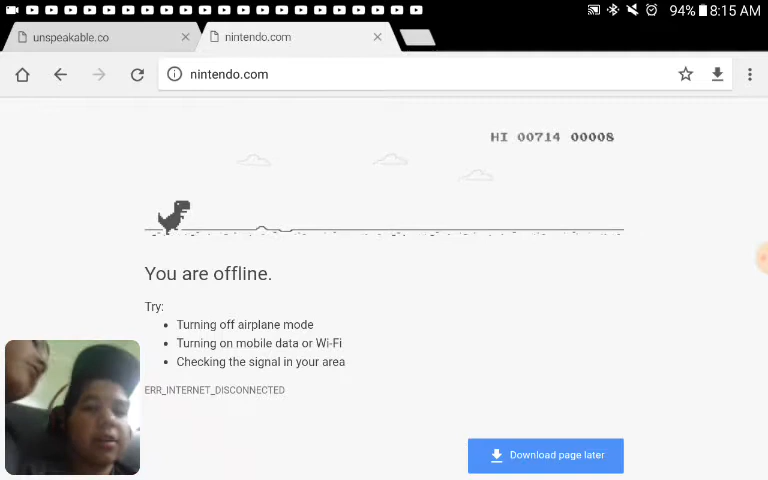 94% 8:15 AM
unspeakable.co
nintendo.com
nintendo.com
HI 00714 00008
You are offline.
Try:
Turning off airplane mode
Turning on mobile data or Wi-Fi
Checking the signal in your area
ERR_INTERNET_DISCONNECTED
Download page later